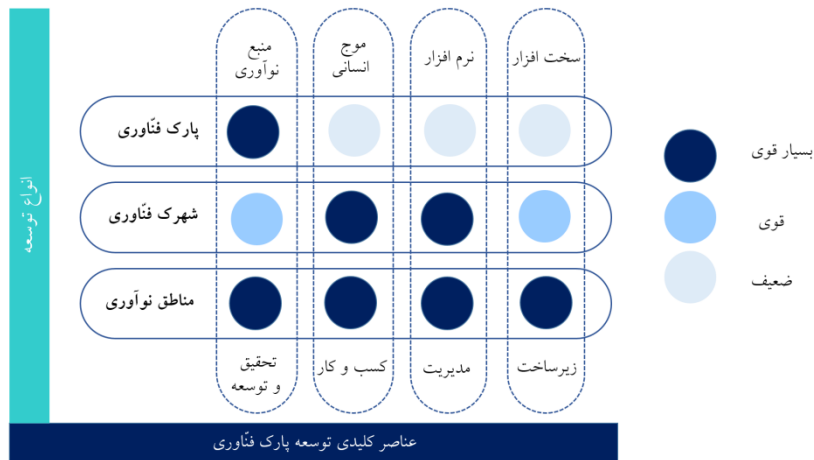 سخت افزار
نرم افزار
موج
انسانی
منبع
نوآوری
پارک فنّاوری
شهرک فنّاوری
مناطق نوآوری
زیرساخت
مدیریت
کسب و کار
تحقیق
و توسعه
بسیار قوی
قوی
ضعیف
انواع توسعه
عناصر کلیدی توسعه پارک فنّاوری